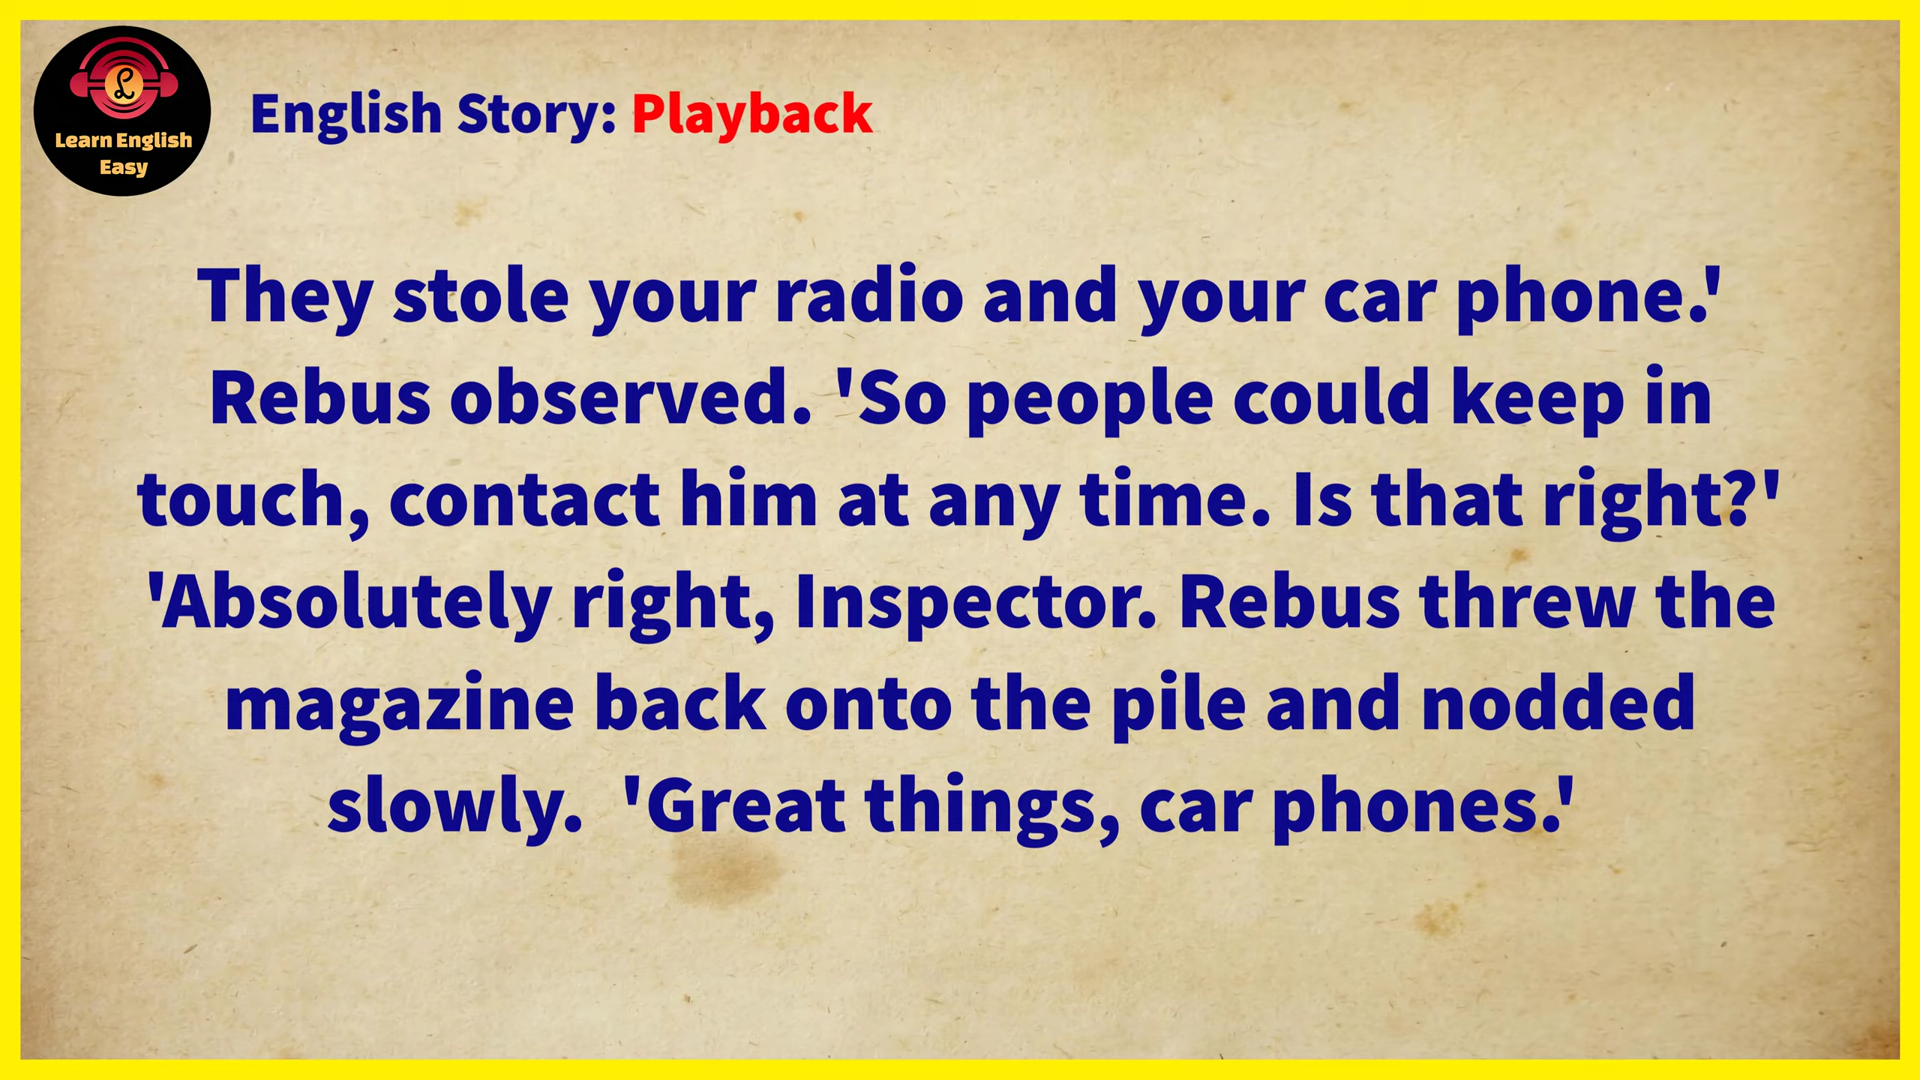 Learn English
Easy
English Story: Playback
They stole your radio and your car phone.'
Rebus observed. 'So people could keep in
touch, contact him at any time. Is that right?'
'Absolutely right, Inspector. Rebus threw the
magazine back onto the pile and nodded
slowly.  'Great things, car phones.'